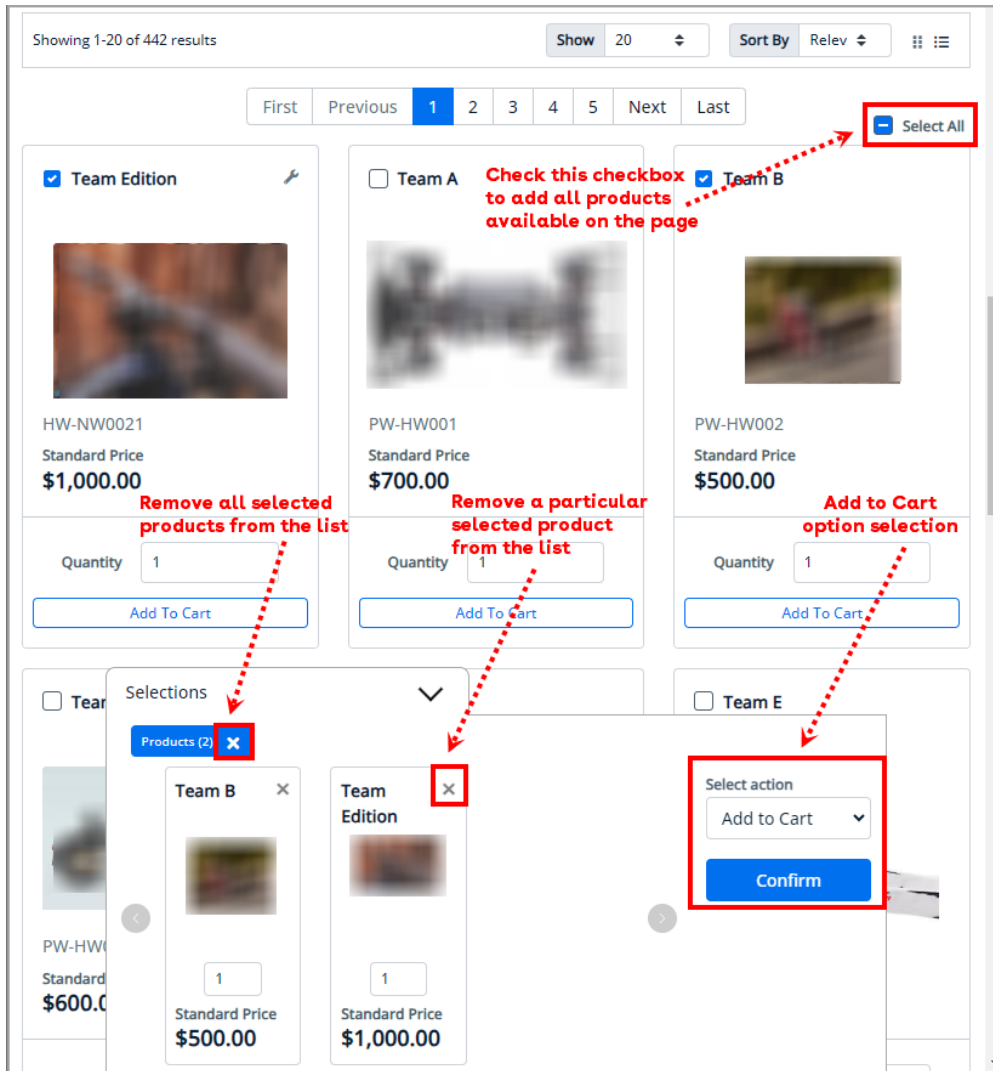 Showing 1-20 of 442 results
Show 20
Sort By Relev
First Previous 1 2 3 4 5 Next Last
Select All
Team Edition
Team A
Check this checkbox
to add all products
available on the page
Team B
HW-NW0021
Standard Price
$1,000.00
PW-HW001
Standard Price
$700.00
PW-HW002
Standard Price
$500.00
Remove all selected
products from the list
Remove a particular
selected product
from the list
Add to Cart
option selection
Quantity 1
Quantity 1
Quantity 1
Add To Cart
Add To Cart
Add To Cart
Team E
Selections
Products (2)
Team B
Team
Edition
Select action
Add to Cart
Confirm
Standard
1
1
Standard Price
$500.00
Standard Price
$1,000.00